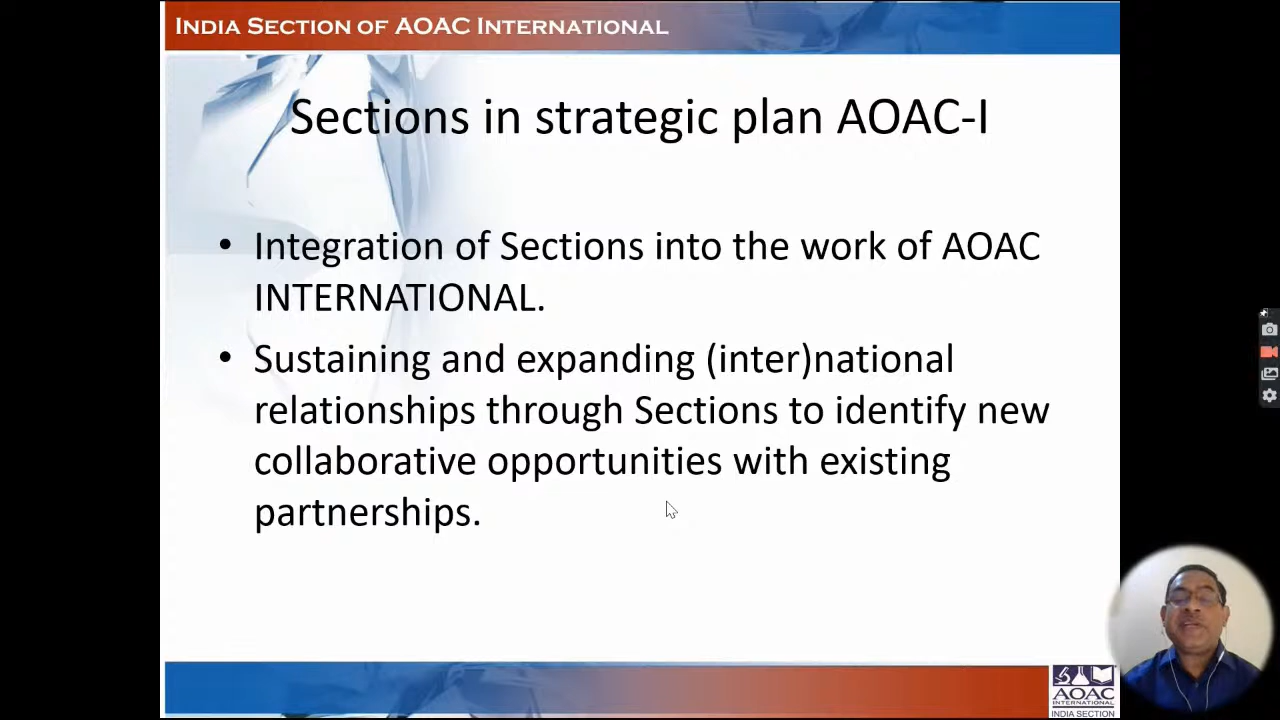 INDIA SECTION OF AOAC INTERNATIONAL
Sections in strategic plan AOAC-I
• Integration of Sections into the work of AOAC
INTERNATIONAL.
• Sustaining and expanding (inter)national
relationships through Sections to identify new
collaborative opportunities with existing
partnerships.
AOAC
INTERNATIONAL
INDIA SECTION